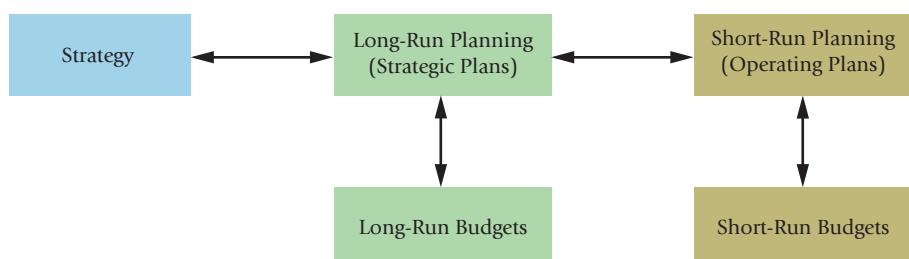 Strategy
Long-Run Planning
(Strategic Plans)
Short-Run Planning
(Operating Plans)
Long-Run Budgets
Short-Run Budgets